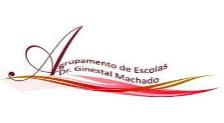 Agrupamento de Escolas
Dr. Ginestal Machado